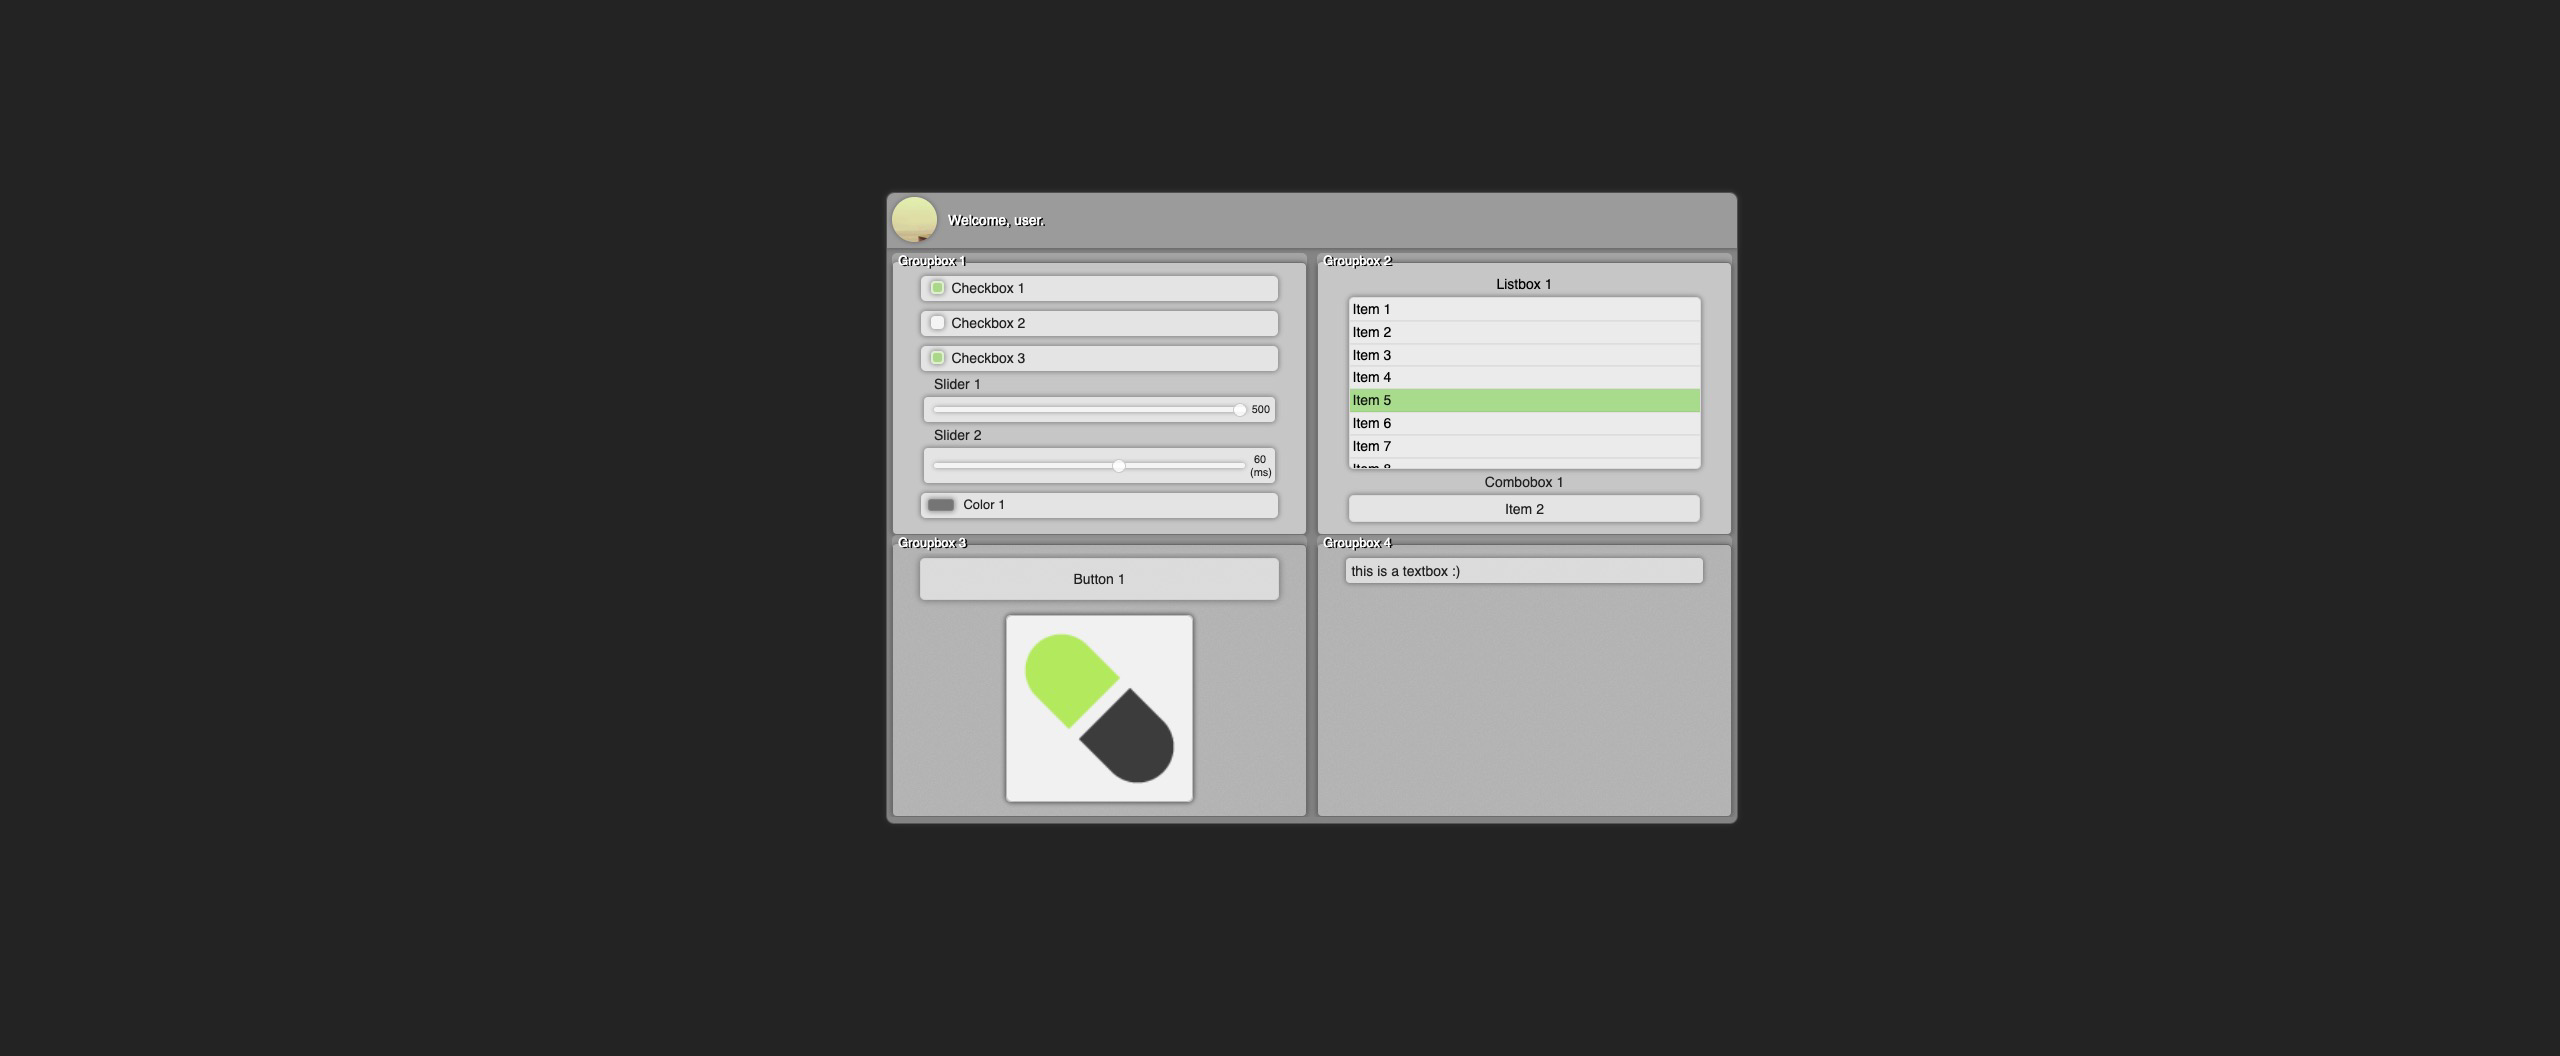 Welcome, user.
Groupbox 1
Checkbox 1
Checkbox 2
Checkbox 3
Slider 1
500
Slider 2
60
(ms)
Color 1
Groupbox 2
Listbox 1
Item 1
Item 2
Item 3
Item 4
Item 5
Item 6
Item 7
Combobox 1
Item 2
Groupbox 3
Button 1
Groupbox 4
this is a textbox :)